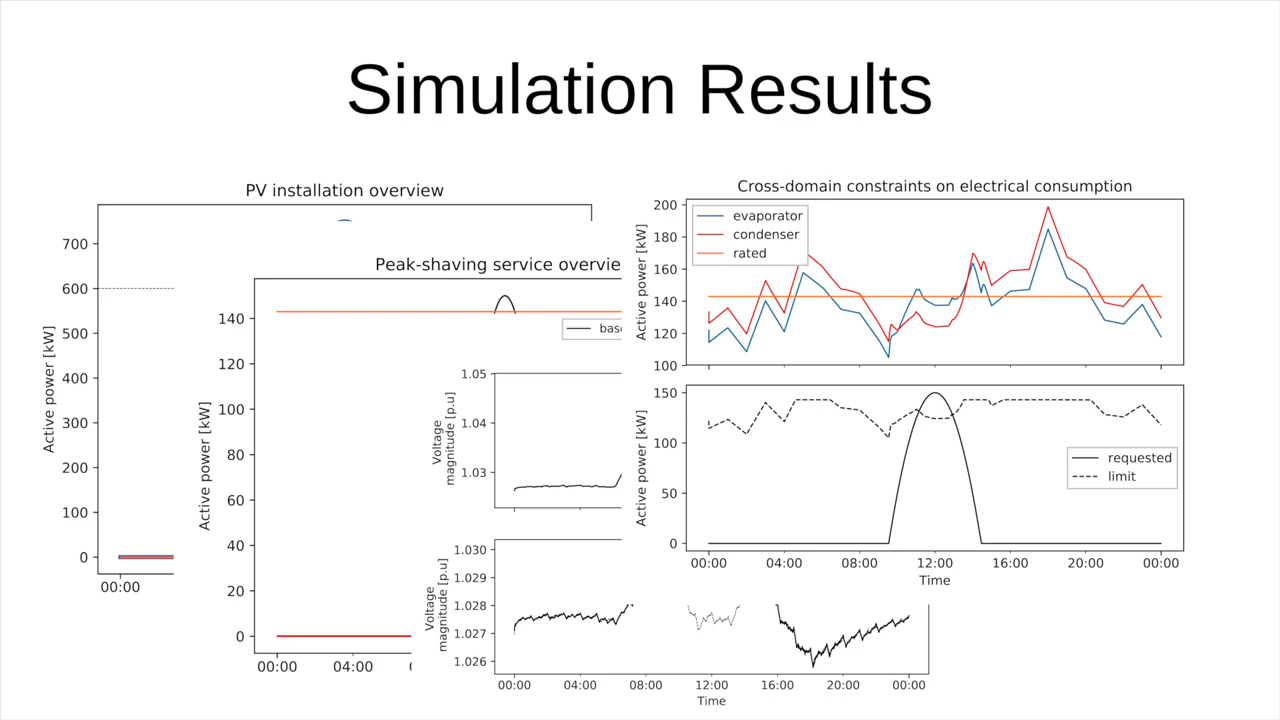 Simulation Results
PV installation overview
700
600
500
400
300
200
100
0
Active power [kW]
00:00
Peak-shaving service overvie
140
120
100
80
60
40
20
0
Active power [kW]
00:00 04:00
1.05
1.04
1.03
Voltage
magnitude [p.u]
1.030
1.029
1.028
1.027
1.026
Voltage
magnitude [p.u]
00:00 04:00 08:00 12:00 16:00 20:00 00:00
Time
Cross-domain constraints on electrical consumption
200
180
160
140
120
100
Active power [kW]
evaporator
condenser
rated
150
100
50
0
Active power [kW]
requested
limit
00:00 04:00 08:00 12:00 16:00 20:00 00:00
Time